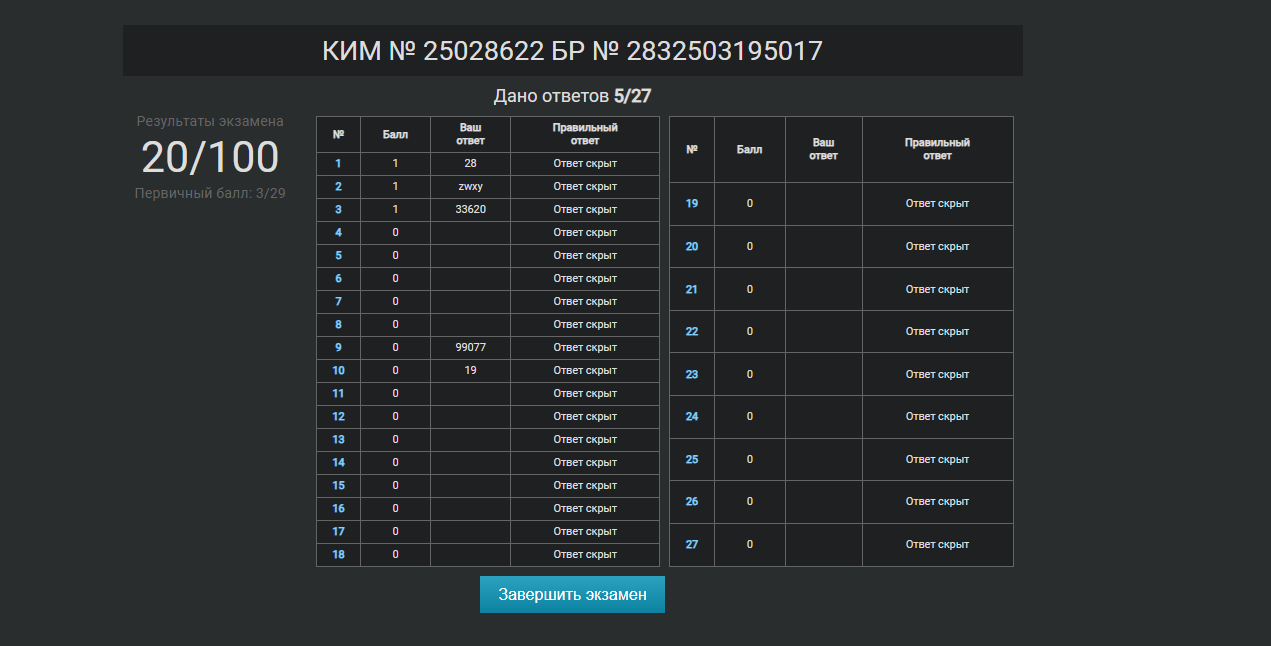 КИМ № 25028622 БР № 2832503195017
Дано ответов 5/27
Результаты экзамена
20/100
Первичный балл: 3/29
№ Балл Ваш ответ Правильный ответ
1 1 28 Ответ скрыт
2 1 zwxy Ответ скрыт
3 1 33620 Ответ скрыт
4 0 Ответ скрыт
5 0 Ответ скрыт
6 0 Ответ скрыт
7 0 Ответ скрыт
8 0 Ответ скрыт
9 0 99077 Ответ скрыт
10 0 19 Ответ скрыт
11 0 Ответ скрыт
12 0 Ответ скрыт
13 0 Ответ скрыт
14 0 Ответ скрыт
15 0 Ответ скрыт
16 0 Ответ скрыт
17 0 Ответ скрыт
18 0 Ответ скрыт
№ Балл Ваш ответ Правильный ответ
19 0 Ответ скрыт
20 0 Ответ скрыт
21 0 Ответ скрыт
22 0 Ответ скрыт
23 0 Ответ скрыт
24 0 Ответ скрыт
25 0 Ответ скрыт
26 0 Ответ скрыт
27 0 Ответ скрыт
Завершить экзамен